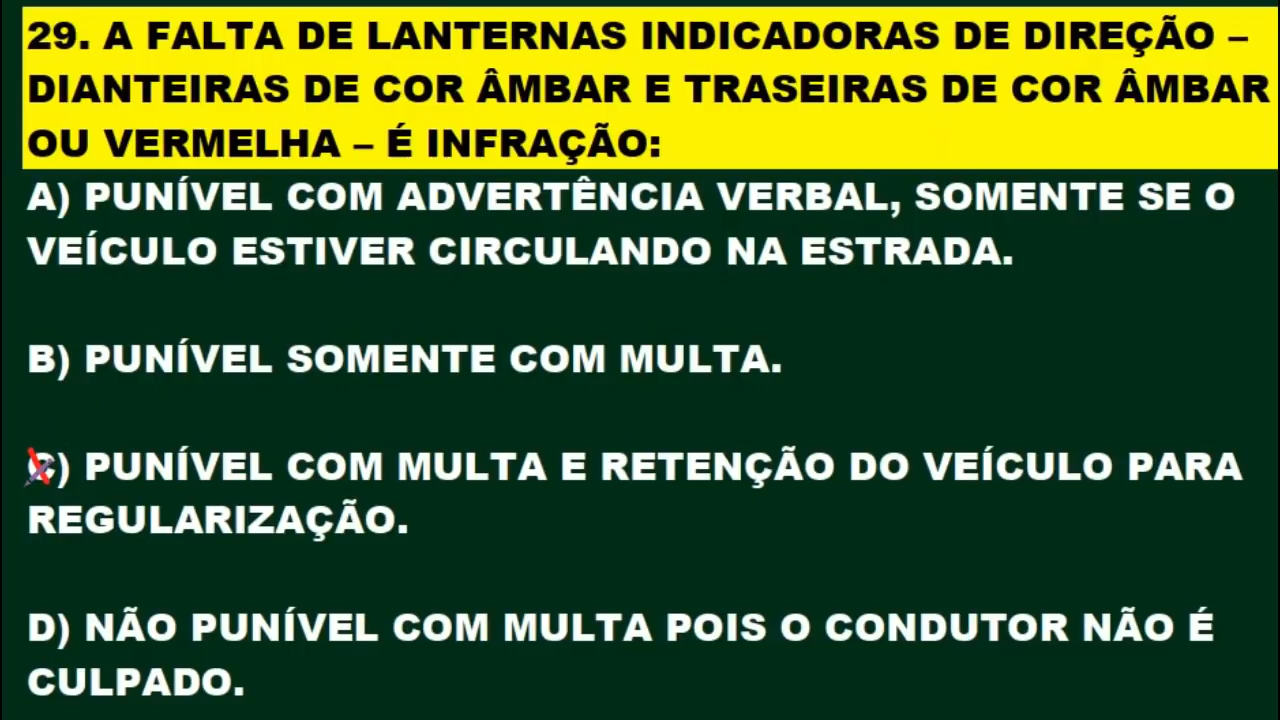 29. A FALTA DE LANTERNAS INDICADORAS DE DIREÇÃO –
DIANTEIRAS DE COR ÂMBAR E TRASEIRAS DE COR ÂMBAR
OU VERMELHA – É INFRAÇÃO:
A) PUNÍVEL COM ADVERTÊNCIA VERBAL, SOMENTE SE O
VEÍCULO ESTIVER CIRCULANDO NA ESTRADA.
B) PUNÍVEL SOMENTE COM MULTA.
C) PUNÍVEL COM MULTA E RETENÇÃO DO VEÍCULO PARA
REGULARIZAÇÃO.
D) NÃO PUNÍVEL COM MULTA POIS O CONDUTOR NÃO É
CULPADO.